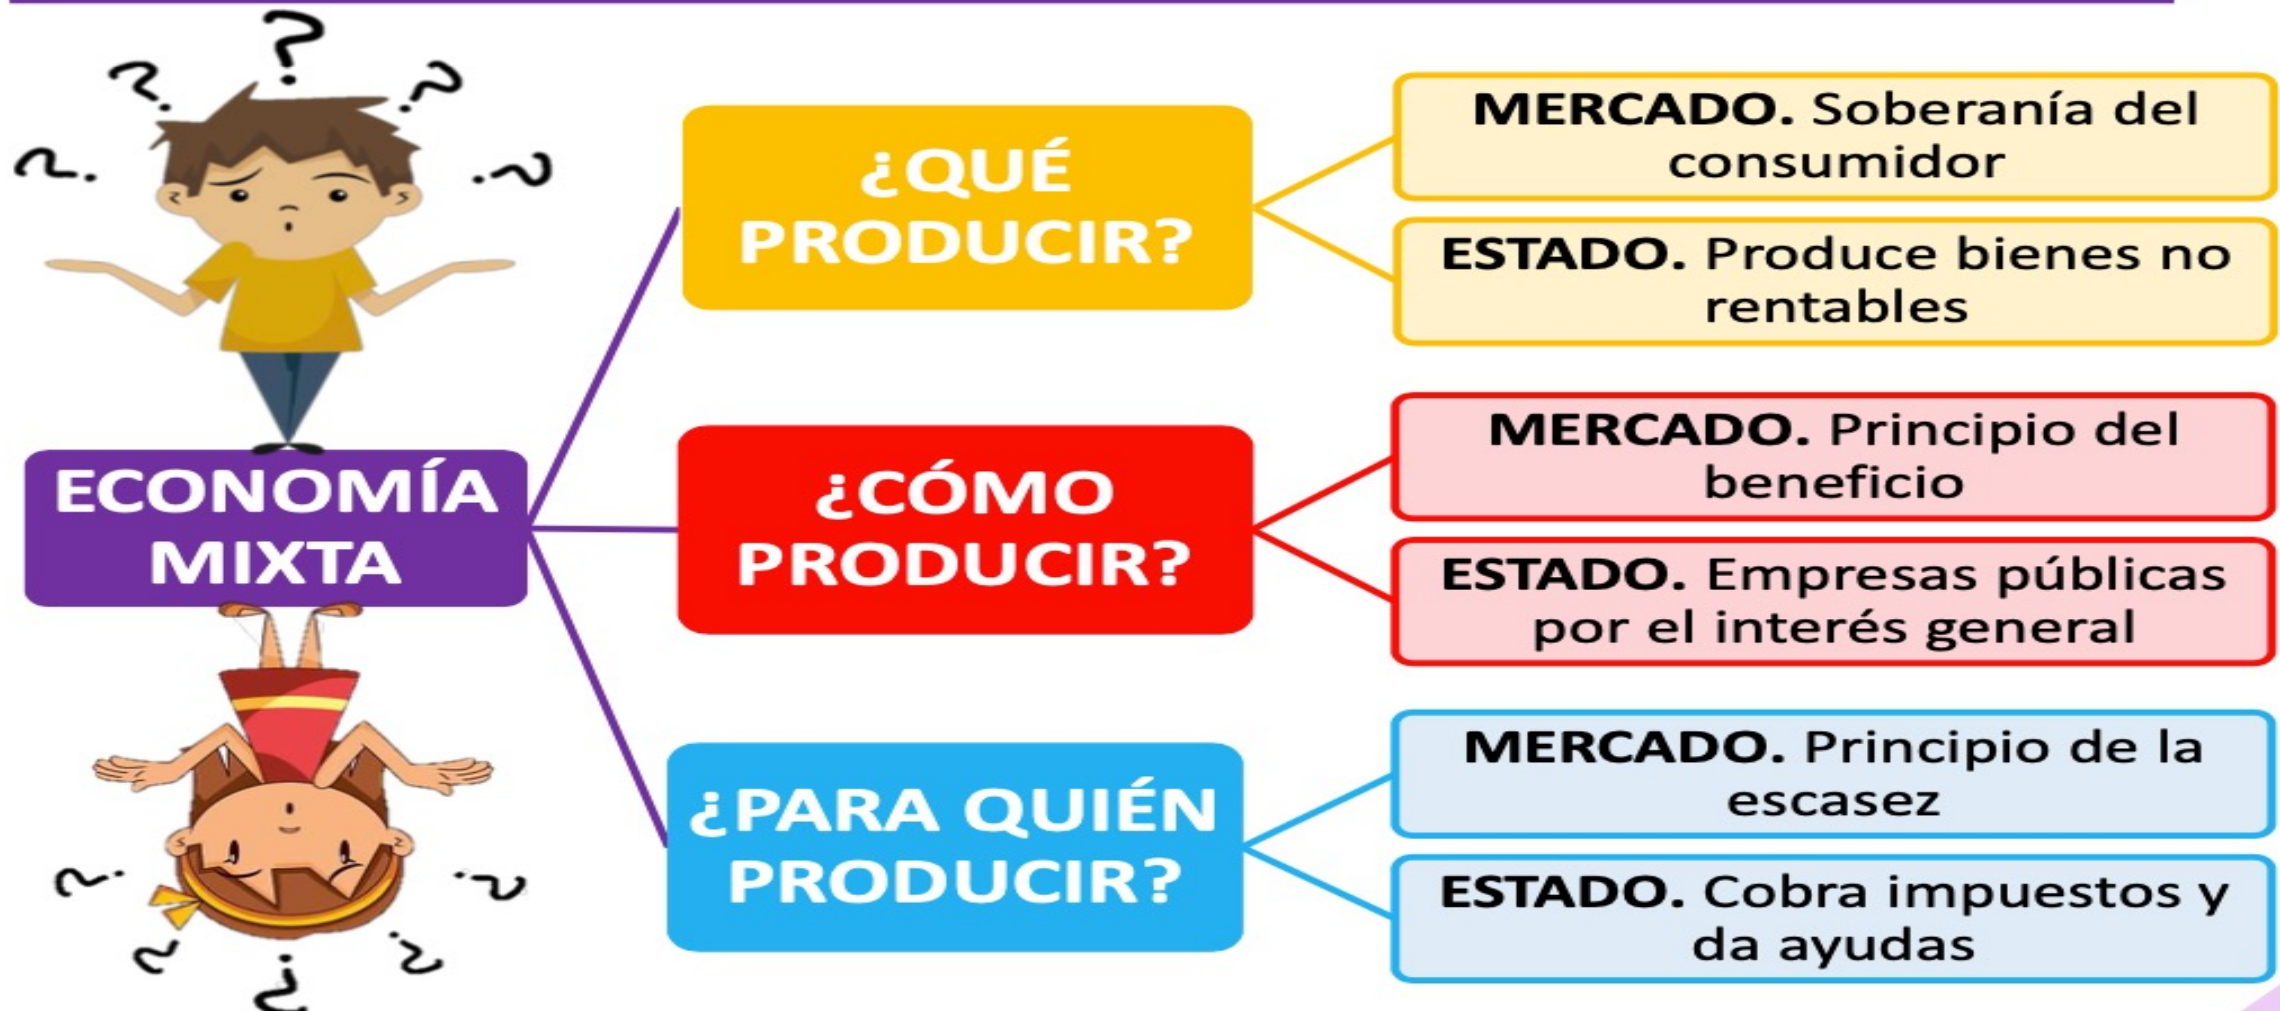 ECONOMÍA
MIXTA
¿QUÉ
PRODUCIR?
MERCADO. Soberanía del
consumidor
ESTADO. Produce bienes no
rentables
¿CÓMO
PRODUCIR?
MERCADO. Principio del
beneficio
ESTADO. Empresas públicas
por el interés general
¿PARA QUIÉN
PRODUCIR?
MERCADO. Principio de la
escasez
ESTADO. Cobra impuestos y
da ayudas